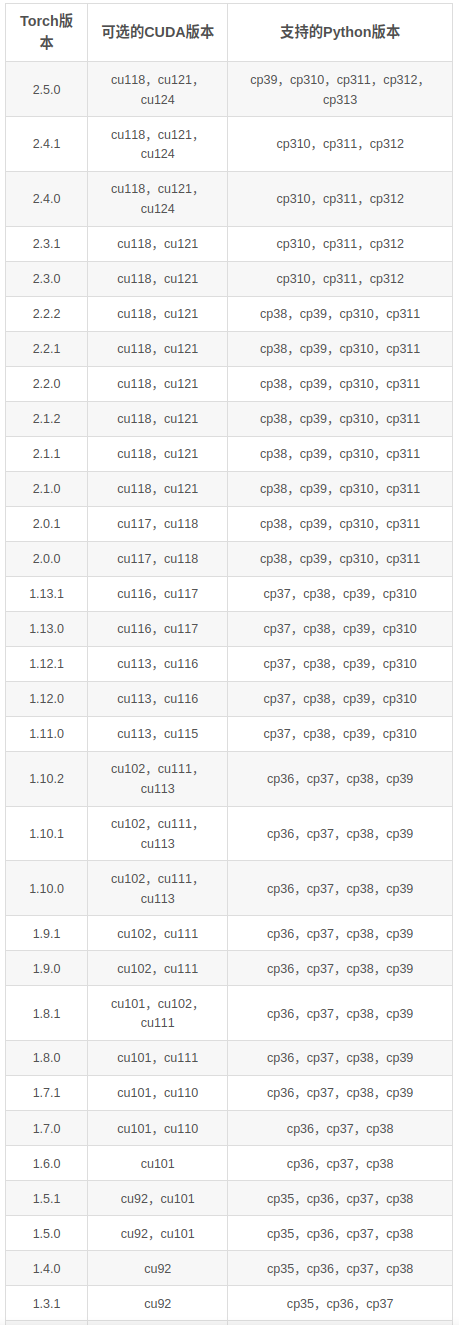 Torch版
本
可选的CUDA版本
支持的Python版本
2.5.0
cu118，cu121，
cu124
cp39，cp310，cp311，cp312，
cp313
2.4.1
cu118，cu121，
cu124
cp310，cp311，cp312
2.4.0
cu118，cu121，
cu124
cp310，cp311，cp312
2.3.1
cu118，cu121
cp310，cp311，cp312
2.3.0
cu118，cu121
cp310，cp311，cp312
2.2.2
cu118，cu121
cp38，cp39，cp310，cp311
2.2.1
cu118，cu121
cp38，cp39，cp310，cp311
2.2.0
cu118，cu121
cp38，cp39，cp310，cp311
2.1.2
cu118，cu121
cp38，cp39，cp310，cp311
2.1.1
cu118，cu121
cp38，cp39，cp310，cp311
2.1.0
cu118，cu121
cp38，cp39，cp310，cp311
2.0.1
cu117，cu118
cp38，cp39，cp310，cp311
2.0.0
cu117，cu118
cp38，cp39，cp310，cp311
1.13.1
cu116，cu117
cp37，cp38，cp39，cp310
1.13.0
cu116，cu117
cp37，cp38，cp39，cp310
1.12.1
cu113，cu116
cp37，cp38，cp39，cp310
1.12.0
cu113，cu116
cp37，cp38，cp39，cp310
1.11.0
cu113，cu115
cp37，cp38，cp39，cp310
1.10.2
cu102，cu111，
cu113
cp36，cp37，cp38，cp39
1.10.1
cu102，cu111，
cu113
cp36，cp37，cp38，cp39
1.10.0
cu102，cu111，
cu113
cp36，cp37，cp38，cp39
1.9.1
cu102，cu111
cp36，cp37，cp38，cp39
1.9.0
cu102，cu111
cp36，cp37，cp38，cp39
1.8.1
cu101，cu102，
cu111
cp36，cp37，cp38，cp39
1.8.0
cu101，cu111
cp36，cp37，cp38，cp39
1.7.1
cu101，cu110
cp36，cp37，cp38，cp39
1.7.0
cu101，cu110
cp36，cp37，cp38
1.6.0
cu101
cp36，cp37，cp38
1.5.1
cu92，cu101
cp35，cp36，cp37，cp38
1.5.0
cu92，cu101
cp35，cp36，cp37，cp38
1.4.0
cu92
cp35，cp36，cp37，cp38
1.3.1
cu92
cp35，cp36，cp37